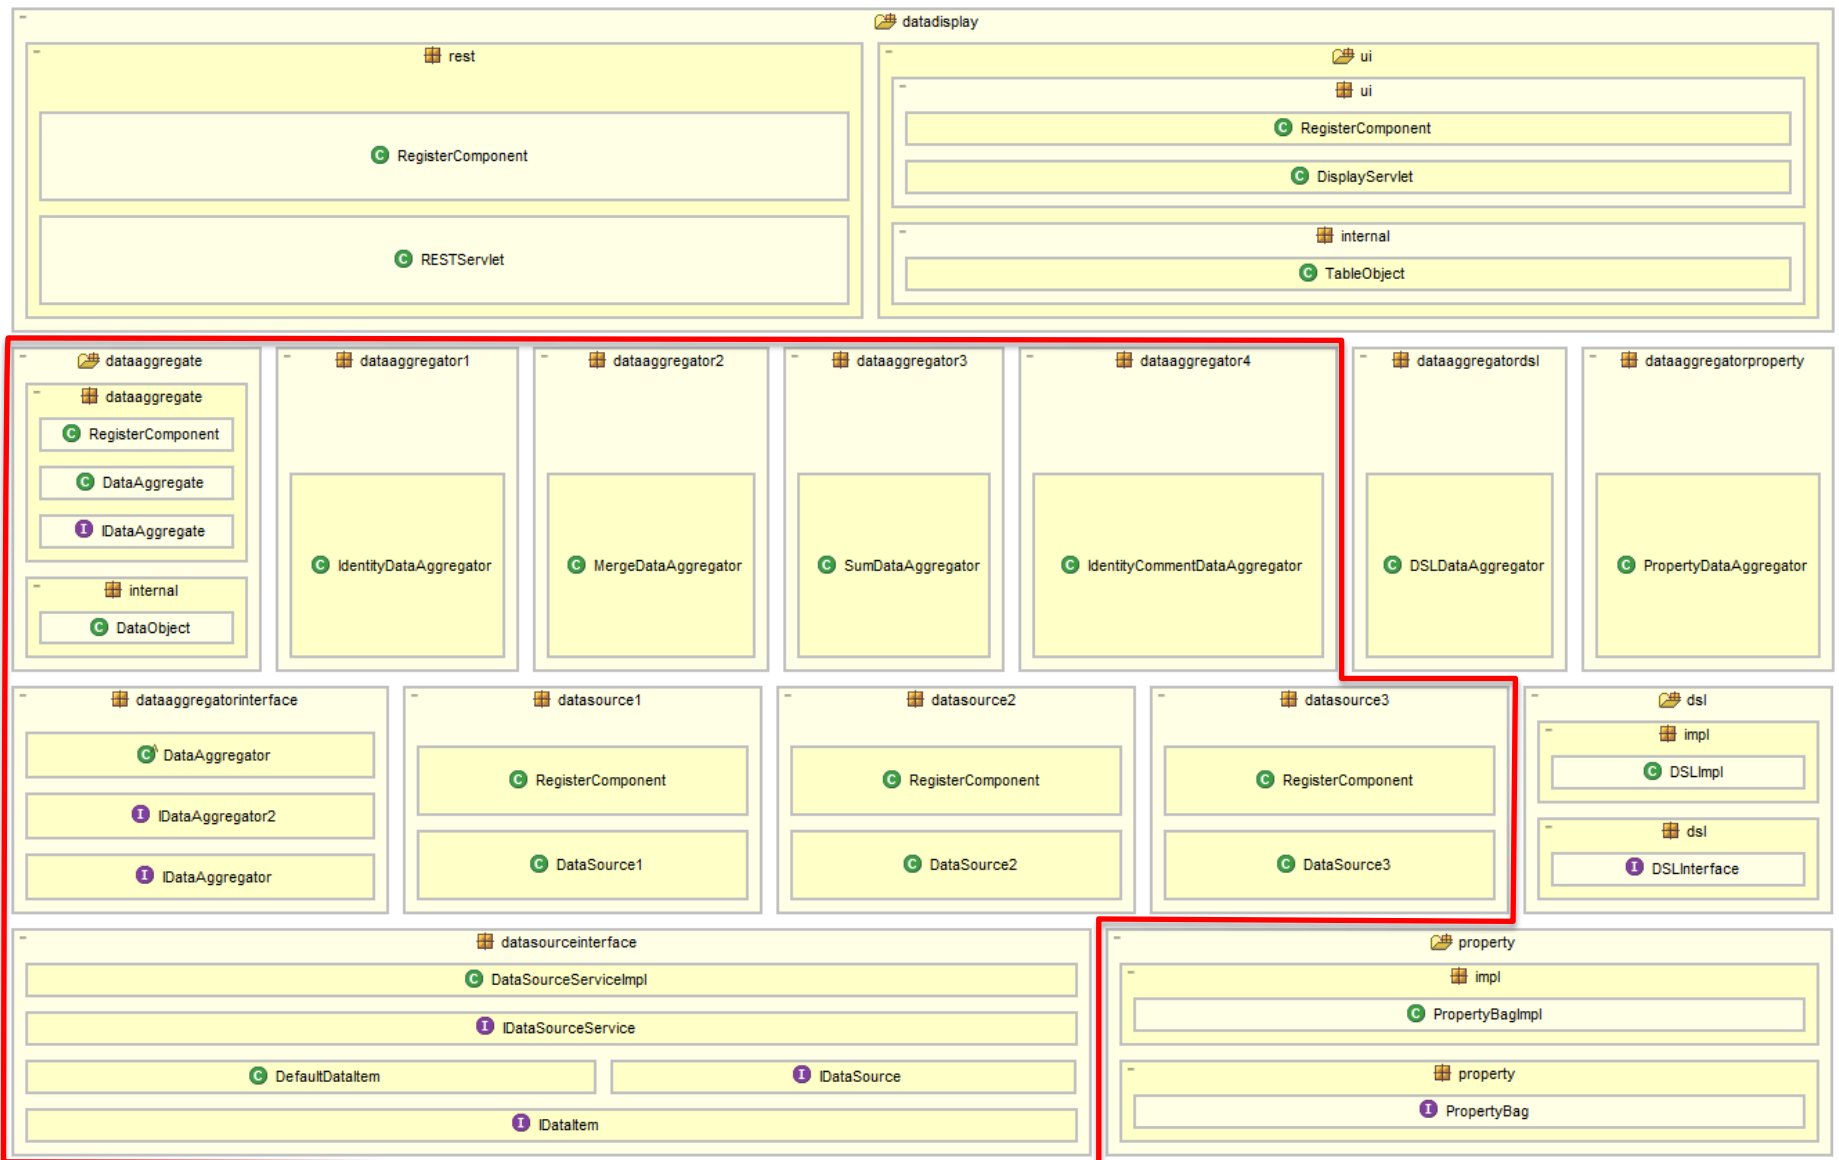 datadisplay
rest
RegisterComponent
RESTServlet
ui
ui
RegisterComponent
DisplayServlet
internal
TableObject
dataaggregate
dataaggregate
RegisterComponent
DataAggregate
IDataAggregate
internal
DataObject
dataaggregator1
IdentityDataAggregator
dataaggregator2
MergeDataAggregator
dataaggregator3
SumDataAggregator
dataaggregator4
IdentityCommentDataAggregator
dataaggregatordsl
DSLDataAggregator
dataaggregatorproperty
PropertyDataAggregator
dataaggregatorinterface
DataAggregator
IDataAggregator2
IDataAggregator
datasource1
RegisterComponent
DataSource1
datasource2
RegisterComponent
DataSource2
datasource3
RegisterComponent
DataSource3
dsl
impl
DSLImpl
dsl
DSLInterface
datasourceinterface
DataSourceServiceImpl
IDataSourceService
DefaultDataItem
IDataSource
IDataItem
property
impl
PropertyBagImpl
property
PropertyBag